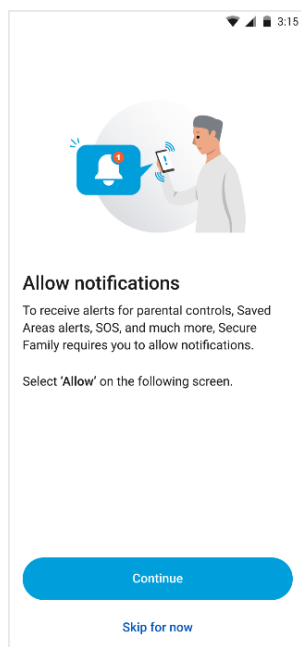 3:15
1
!
Allow notifications
To receive alerts for parental controls, Saved
Areas alerts, SOS, and much more, Secure
Family requires you to allow notifications.
Select 'Allow' on the following screen.
Continue
Skip for now